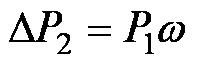 ΔP₂ = P₁ω